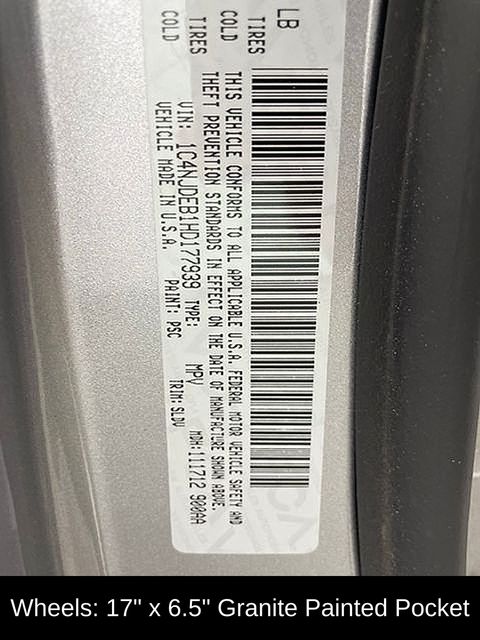 LB
TIRES COLD
TIRES COLD
THIS VEHICLE CONFORMS TO ALL APPLICABLE U.S.A. FEDERAL MOTOR VEHICLE SAFETY AND
THEFT PREVENTION STANDARDS IN EFFECT ON THE DATE OF MANUFACTURE SHOWN ABOVE.
VIN: 1C4NJDEB1HD177939 TYPE: MPV MDH:111712 900AA
VEHICLE MADE IN U.S.A. PAINT: PSC TRIM:SLDV
Wheels: 17" x 6.5" Granite Painted Pocket